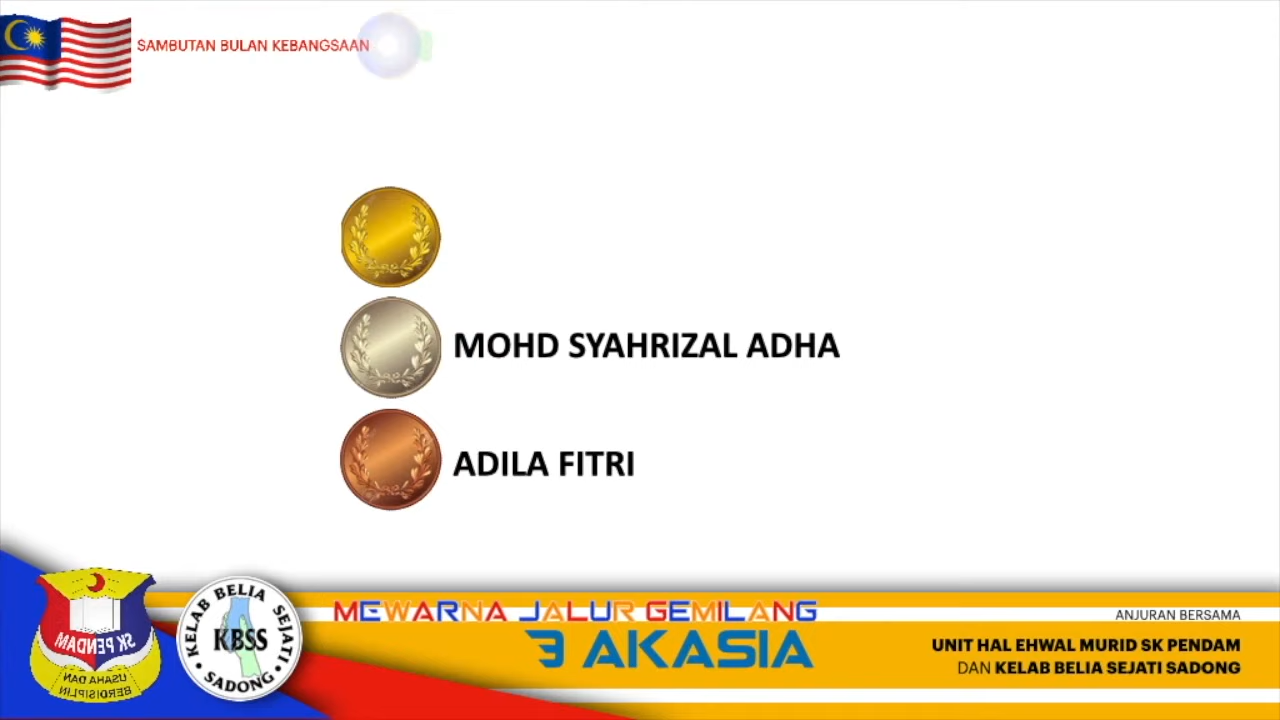 SAMBUTAN BULAN KEBANGSAAN
MOHD SYAHRIZAL ADHA
ADILA FITRI
SK PENDAM
USAHA DAN
BERDISIPLIN
KELAB BELIA SEJATI
KBSS
SADONG
MEWARNA JALUR GEMILANG
3 AKASIA
ANJURAN BERSAMA
UNIT HAL EHWAL MURID SK PENDAM
DAN KELAB BELIA SEJATI SADONG